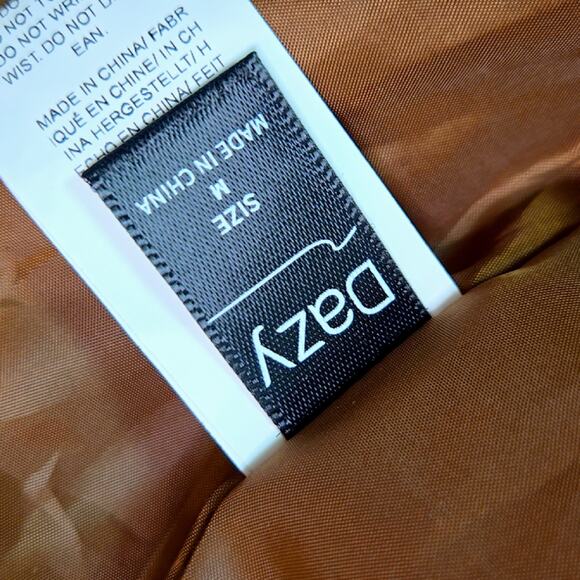 DO NOT WRI
WIST. DO NOT D
EAN.
MADE IN CHINA/ FABR
IQUÉ EN CHINE/ IN CH
INA HERGESTELLT/ H
ECHO EN CHINA/ FEIT
Dazy
SIZE
M
MADE IN CHINA